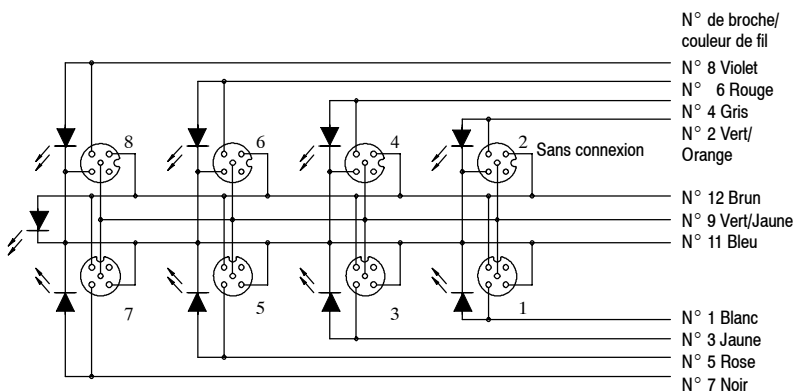 N° de broche/
couleur de fil
N° 8 Violet
N° 6 Rouge
N° 4 Gris
N° 2 Vert/
Orange
8
6
4
2
Sans connexion
N° 12 Brun
N° 9 Vert/Jaune
N° 11 Bleu
7
5
3
1
N° 1 Blanc
N° 3 Jaune
N° 5 Rose
N° 7 Noir